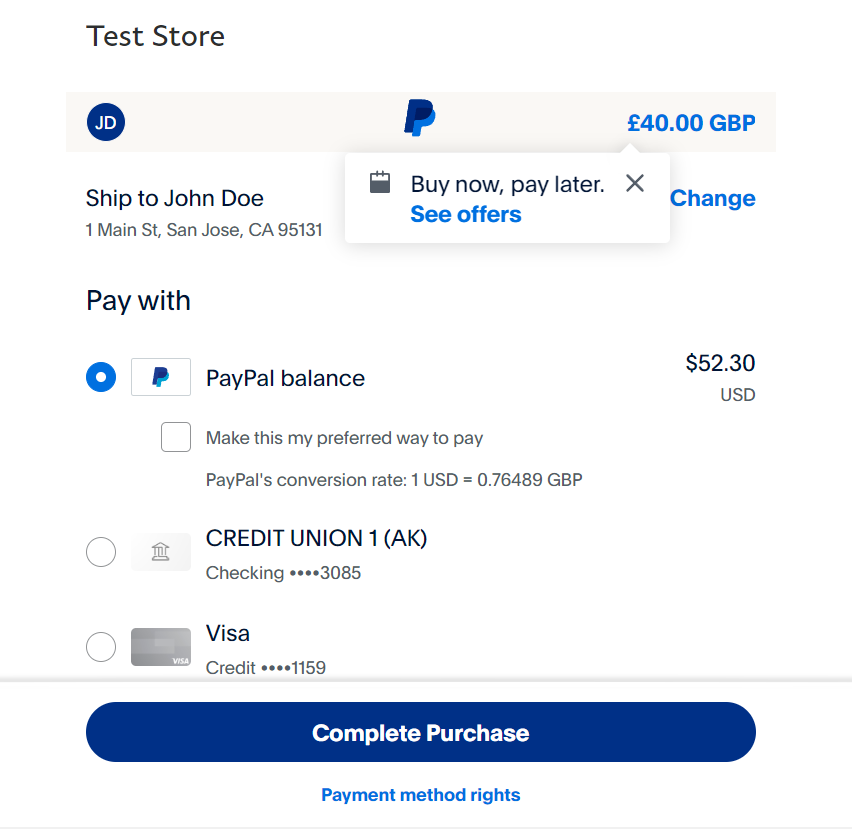 Test Store
JD
£40.00 GBP
Buy now, pay later.
See offers
Ship to John Doe
Change
1 Main St, San Jose, CA 95131
Pay with
PayPal balance
$52.30
USD
Make this my preferred way to pay
PayPal's conversion rate: 1 USD = 0.76489 GBP
CREDIT UNION 1 (AK)
Checking ••••3085
Visa
VISA
Credit ••••1159
Complete Purchase
Payment method rights